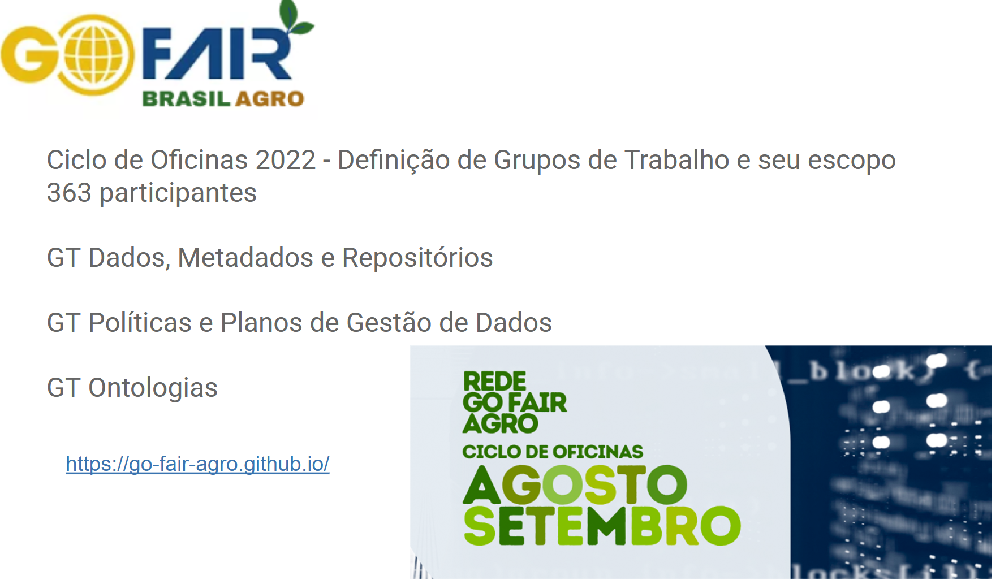 GO FAIR
BRASIL AGRO
Ciclo de Oficinas 2022 - Definição de Grupos de Trabalho e seu escopo
363 participantes
GT Dados, Metadados e Repositórios
GT Políticas e Planos de Gestão de Dados
GT Ontologias
https://go-fair-agro.github.io/
REDE
GO FAIR
AGRO
CICLO DE OFICINAS
AGOSTO
SETEMBRO